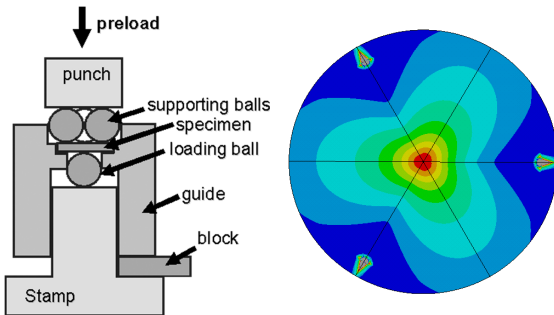 preload
punch
supporting balls
specimen
loading ball
guide
block
Stamp